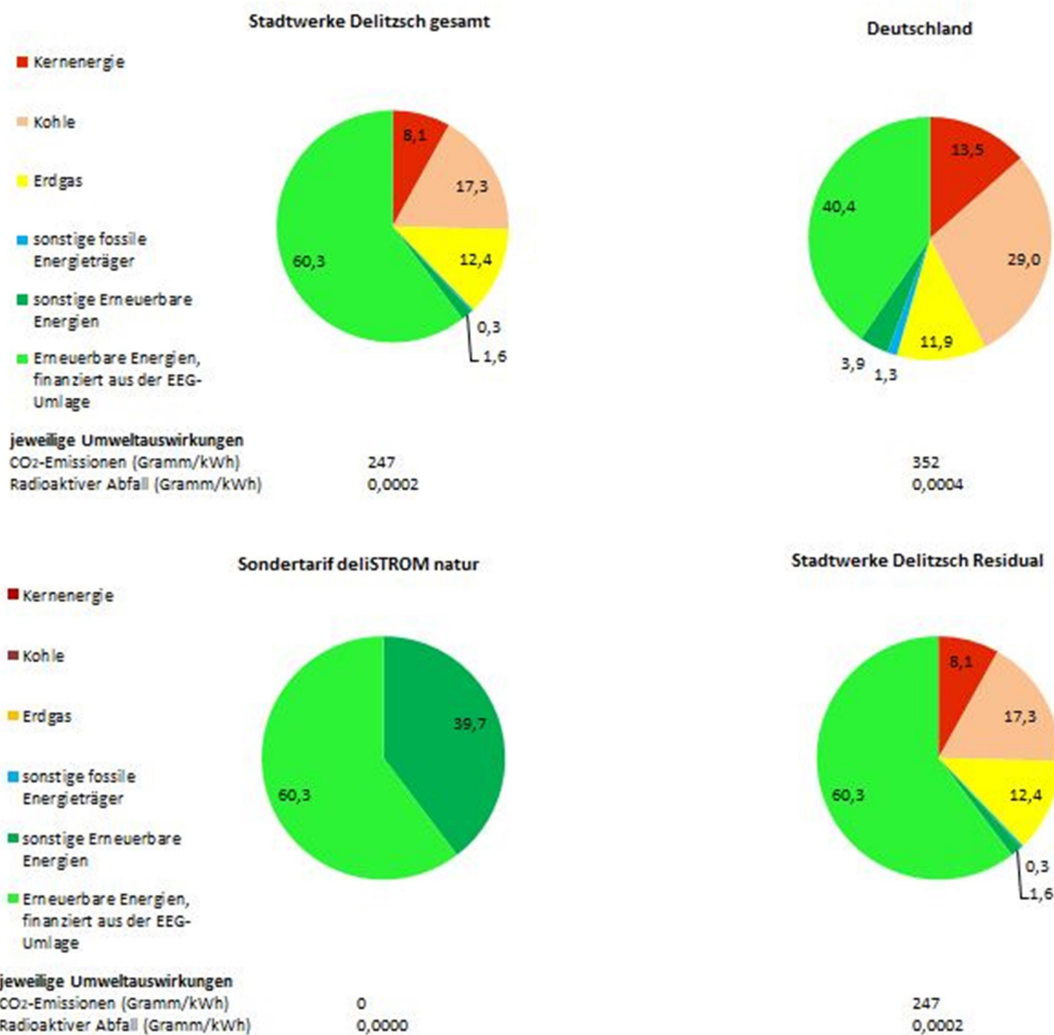 Stadtwerke Delitzsch gesamt
Deutschland
Kernenergie
Kohle
Erdgas
sonstige fossile
Energieträger
sonstige Erneuerbare
Energien
Erneuerbare Energien,
finanziert aus der EEG-
Umlage
8,1
17,3
12,4
0,3
1,6
60,3
13,5
29,0
11,9
1,3
3,9
40,4
jeweilige Umweltauswirkungen
CO2-Emissionen (Gramm/kWh) 247 352
Radioaktiver Abfall (Gramm/kWh) 0,0002 0,0004
Sondertarif deliSTROM natur
Stadtwerke Delitzsch Residual
Kernenergie
Kohle
Erdgas
sonstige fossile
Energieträger
sonstige Erneuerbare
Energien
Erneuerbare Energien,
finanziert aus der EEG-
Umlage
39,7
60,3
8,1
17,3
12,4
0,3
1,6
60,3
jeweilige Umweltauswirkungen
CO2-Emissionen (Gramm/kWh) 0 247
Radioaktiver Abfall (Gramm/kWh) 0,0000 0,0002